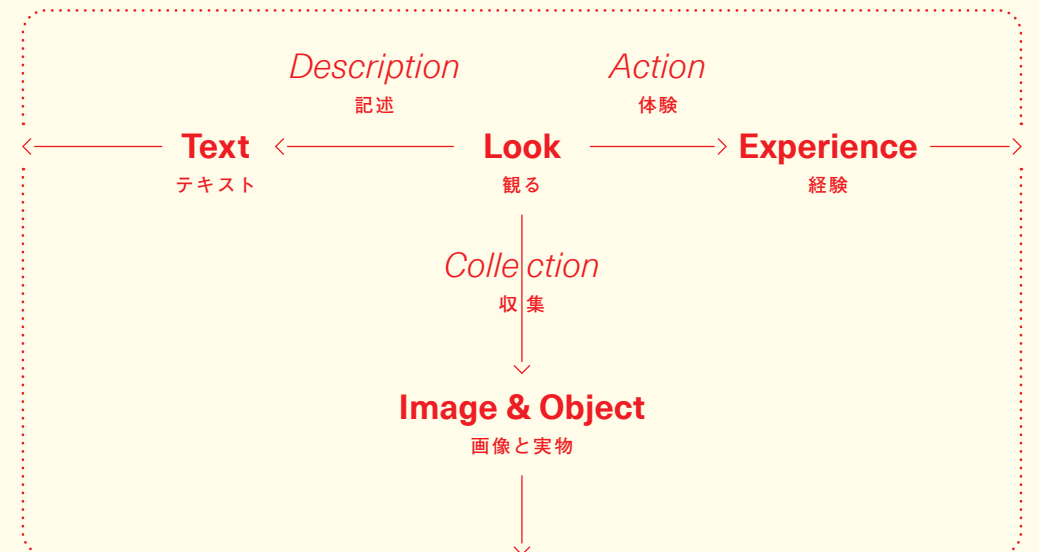 Description
記述
Action
体験
Text
テキスト
Look
観る
Experience
経験
Collection
収集
Image & Object
画像と実物